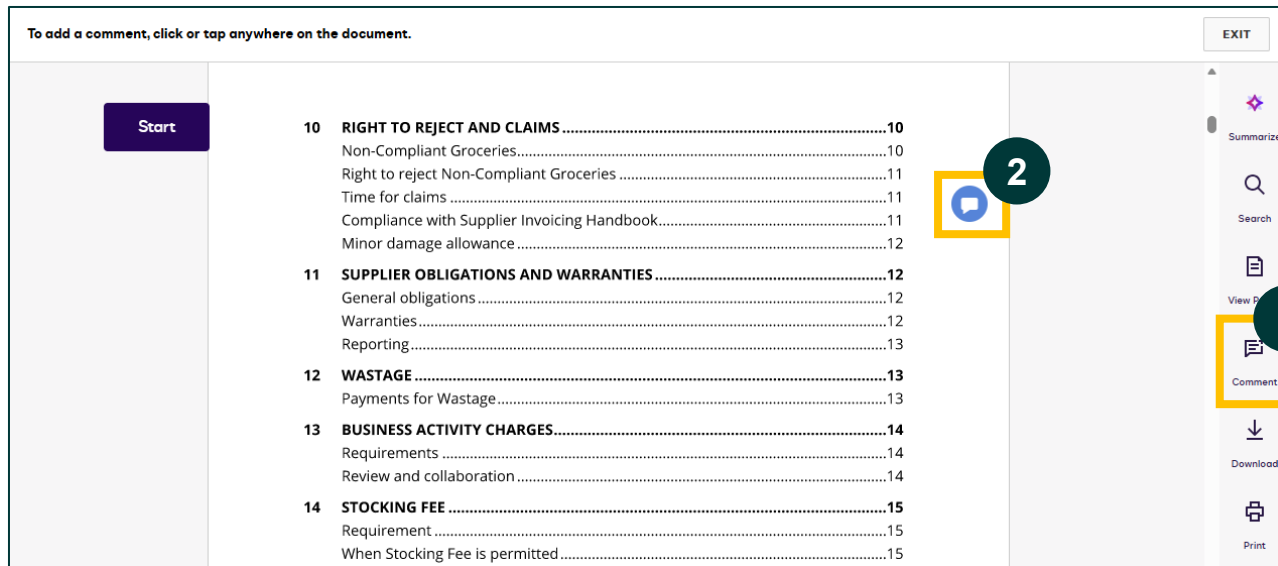 To add a comment, click or tap anywhere on the document.
EXIT
Start
10 RIGHT TO REJECT AND CLAIMS....10
Non-Compliant Groceries....10
Right to reject Non-Compliant Groceries ....11
Time for claims ....11
Compliance with Supplier Invoicing Handbook....11
Minor damage allowance....12
11 SUPPLIER OBLIGATIONS AND WARRANTIES....12
General obligations....12
Warranties....12
Reporting....13
12 WASTAGE....13
Payments for Wastage....13
13 BUSINESS ACTIVITY CHARGES....14
Requirements ....14
Review and collaboration....14
14 STOCKING FEE....15
Requirement....15
When Stocking Fee is permitted....15
2
Summarize
Search
View
Comment
Download
Print